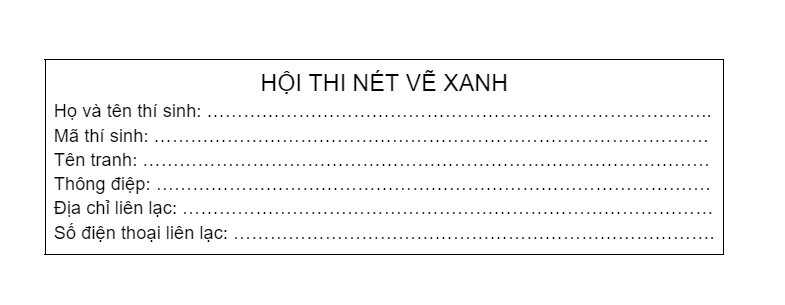 HỘI THI NÉT VẼ XANH
Họ và tên thí sinh: ………………………………………………………………………..
Mã thí sinh: ……………………………………………………………………………….
Tên tranh: …………………………………………………………………………………
Thông điệp: ……………………………………………………………………………….
Địa chỉ liên lạc: ……………………………………………………………………………
Số điện thoại liên lạc: …………………………………………………………………….